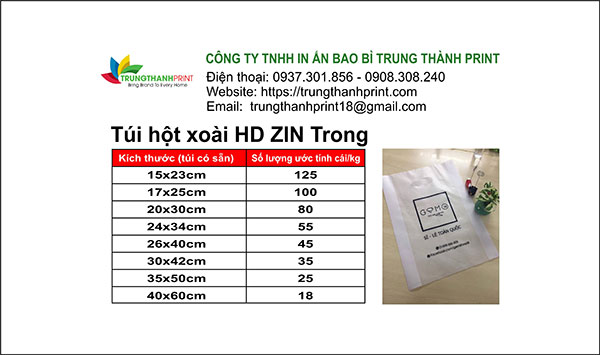 CÔNG TY TNHH IN ẤN BAO BÌ TRUNG THÀNH PRINT
TRUNGTHANHPRINT
Bring Brand To Every Home
Điện thoại: 0937.301.856 - 0908.308.240
Website: https://trungthanhprint.com
Email: trungthanhprint18@gmail.com
Túi hột xoài HD ZIN Trong
Kích thước (túi có sẵn) Số lượng ước tính cái/kg
15x23cm 125
17x25cm 100
20x30cm 80
24x34cm 55
26x40cm 45
30x42cm 35
35x50cm 25
40x60cm 18
GOMO
SỈ - LẺ TOÀN QUỐC